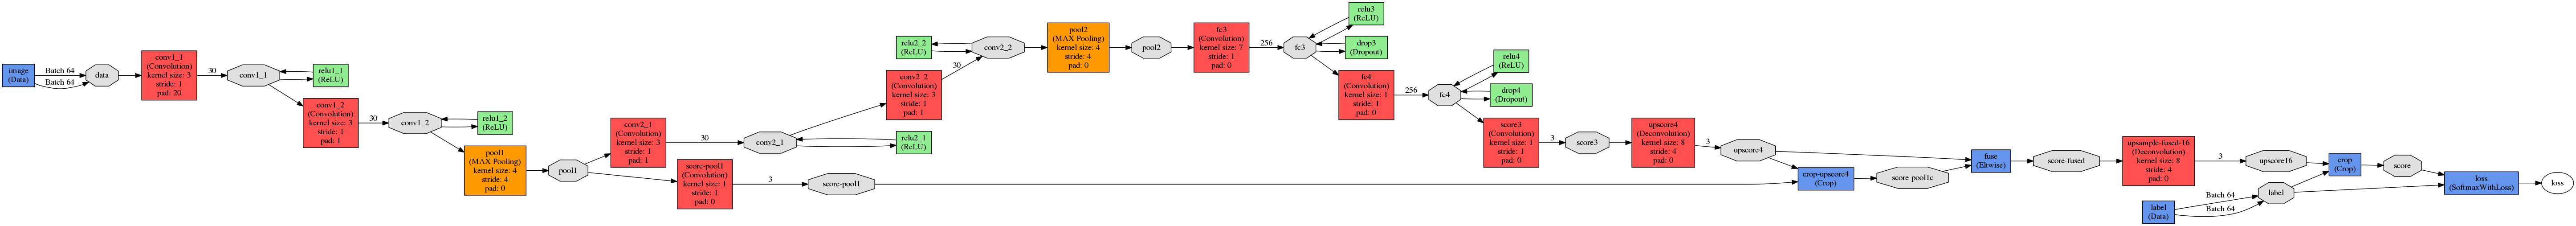 image
(Data)
Batch 64
Batch 64
data
conv1_1
(Convolution)
kernel size: 3
stride: 1
pad: 20
30
conv1_1
relu1_1
(ReLU)
conv1_2
(Convolution)
kernel size: 3
stride: 1
pad: 1
30
conv1_2
relu1_2
(ReLU)
pool1
(MAX Pooling)
kernel size: 4
stride: 4
pad: 0
pool1
conv2_1
(Convolution)
kernel size: 3
stride: 1
pad: 1
30
conv2_1
relu2_1
(ReLU)
score-pool1
(Convolution)
kernel size: 1
stride: 1
pad: 0
3
score-pool1
conv2_2
(Convolution)
kernel size: 3
stride: 1
pad: 1
30
conv2_2
relu2_2
(ReLU)
pool2
(MAX Pooling)
kernel size: 4
stride: 4
pad: 0
pool2
fc3
(Convolution)
kernel size: 7
stride: 1
pad: 0
256
fc3
relu3
(ReLU)
drop3
(Dropout)
fc4
(Convolution)
kernel size: 1
stride: 1
pad: 0
256
fc4
relu4
(ReLU)
drop4
(Dropout)
score3
(Convolution)
kernel size: 1
stride: 1
pad: 0
3
score3
upscore4
(Deconvolution)
kernel size: 8
stride: 4
pad: 0
3
upscore4
crop-upscore4
(Crop)
score-pool1c
fuse
(Eltwise)
score-fused
upsample-fused-16
(Deconvolution)
kernel size: 8
stride: 4
pad: 0
3
upscore16
label
(Data)
Batch 64
Batch 64
label
crop
(Crop)
score
loss
(SoftmaxWithLoss)
loss